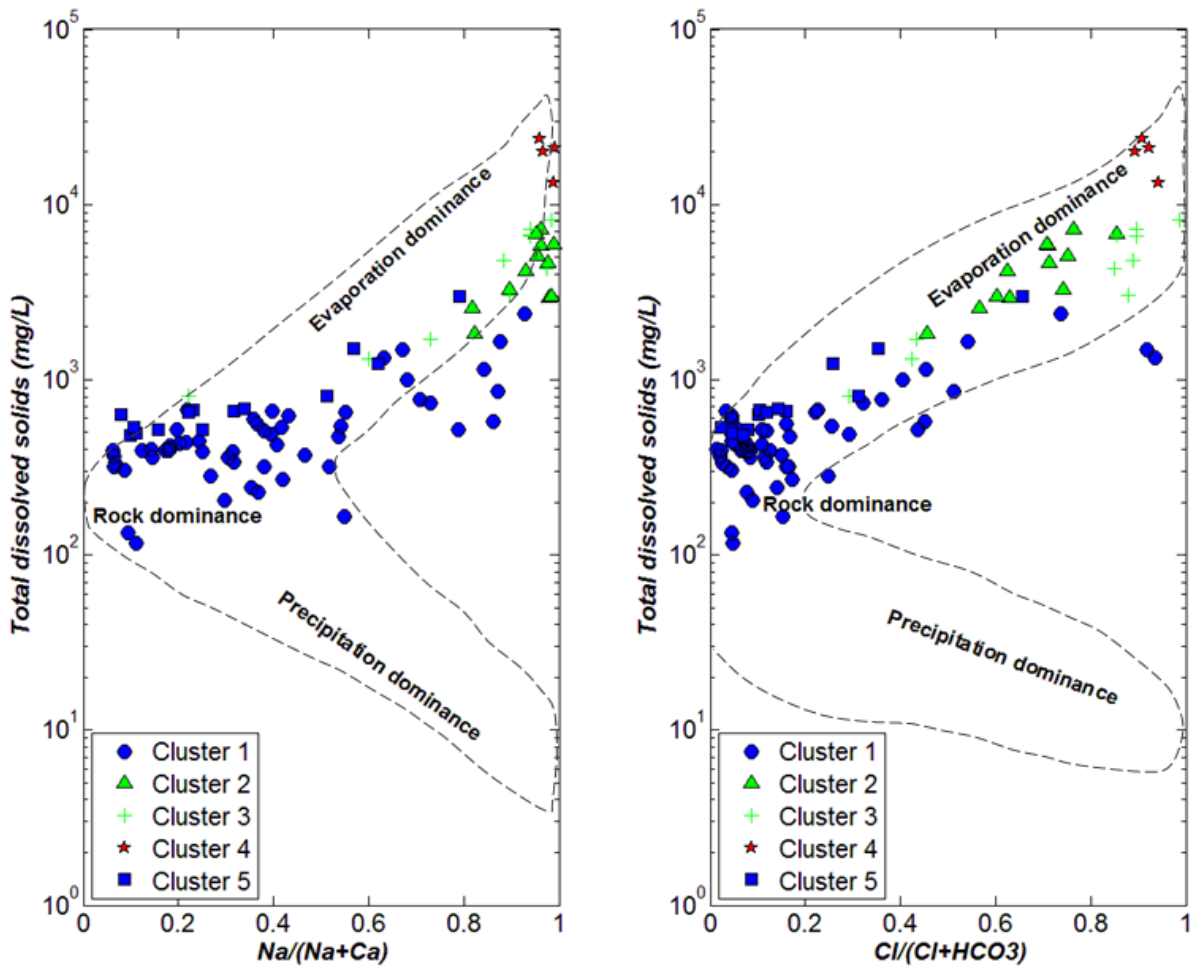 Total dissolved solids (mg/L)
10^5
10^4
10^3
10^2
10^1
10^0
Evaporation dominance
Rock dominance
Precipitation dominance
Cluster 1
Cluster 2
Cluster 3
Cluster 4
Cluster 5
0 0.2 0.4 0.6 0.8 1
Na/(Na+Ca)
Total dissolved solids (mg/L)
10^5
10^4
10^3
10^2
10^1
10^0
Evaporation dominance
Rock dominance
Precipitation dominance
Cluster 1
Cluster 2
Cluster 3
Cluster 4
Cluster 5
0 0.2 0.4 0.6 0.8 1
Cl/(Cl+HCO3)